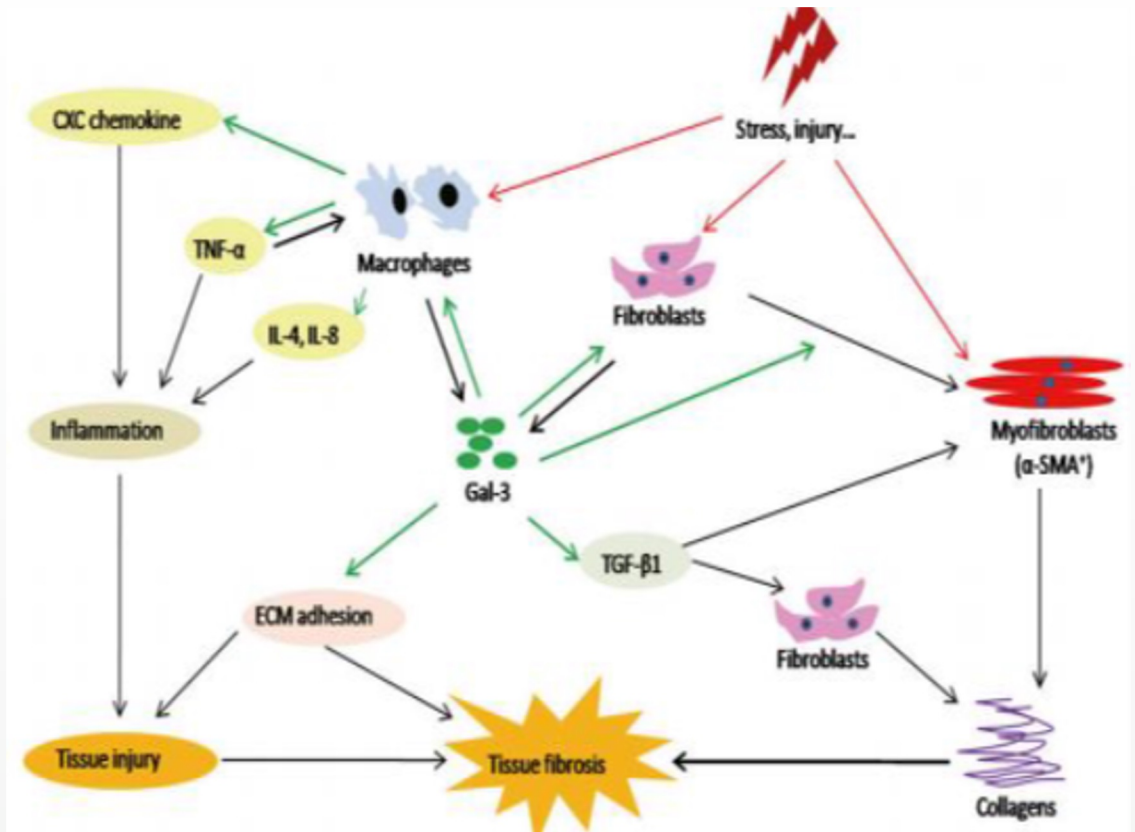 CXC chemokine
Stress, injury...
TNF-α
Macrophages
IL-4, IL-8
Fibroblasts
Inflammation
Myofibroblasts
(α-SMA⁺)
Gal-3
TGF-β1
ECM adhesion
Fibroblasts
Tissue injury
Tissue fibrosis
Collagens